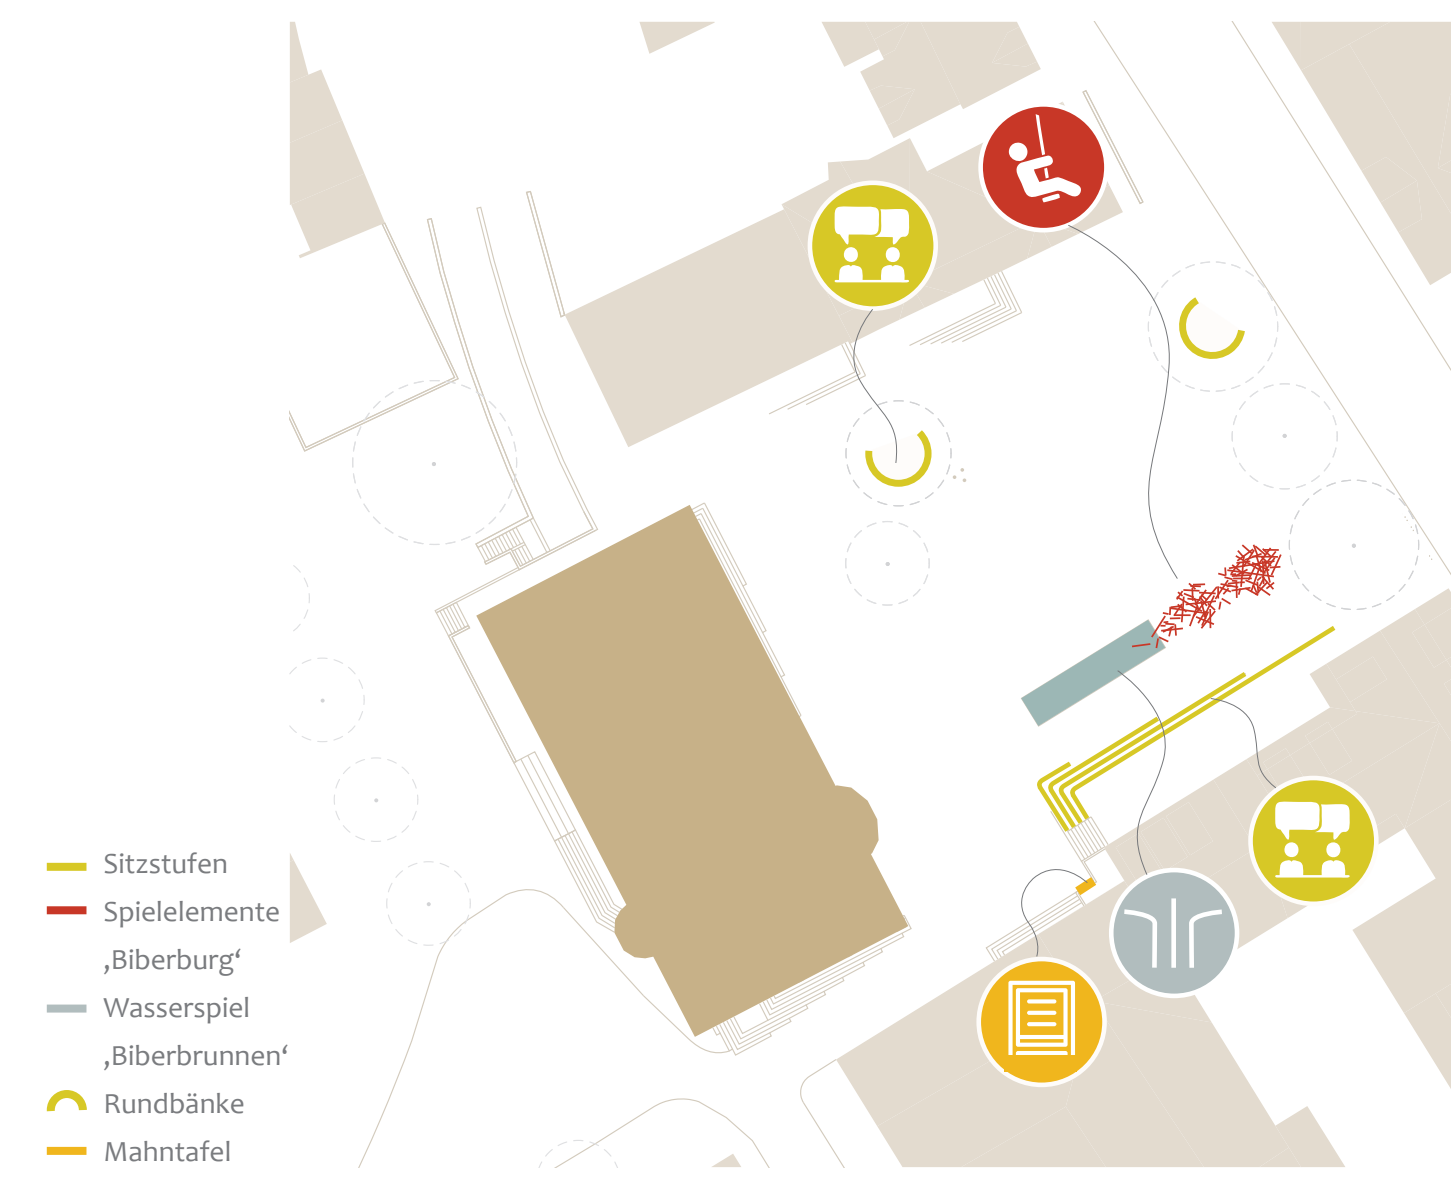 Sitzstufen
Spielelemente
‚Biberburg‘
Wasserspiel
‚Biberbrunnen‘
Rundbänke
Mahntafel